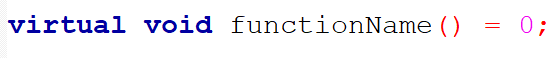 virtual void functionName() = 0;